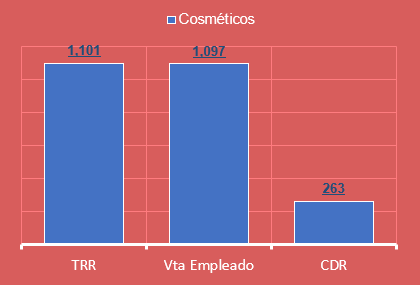 Cosméticos
1,101
1,097
263
TRR
Vta Empleado
CDR